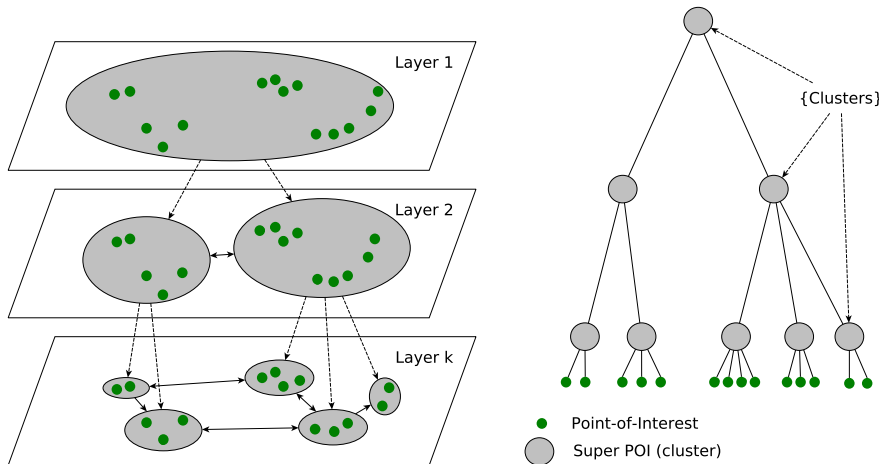 Layer 1
Layer 2
Layer k
{Clusters}
Point-of-Interest
Super POI (cluster)